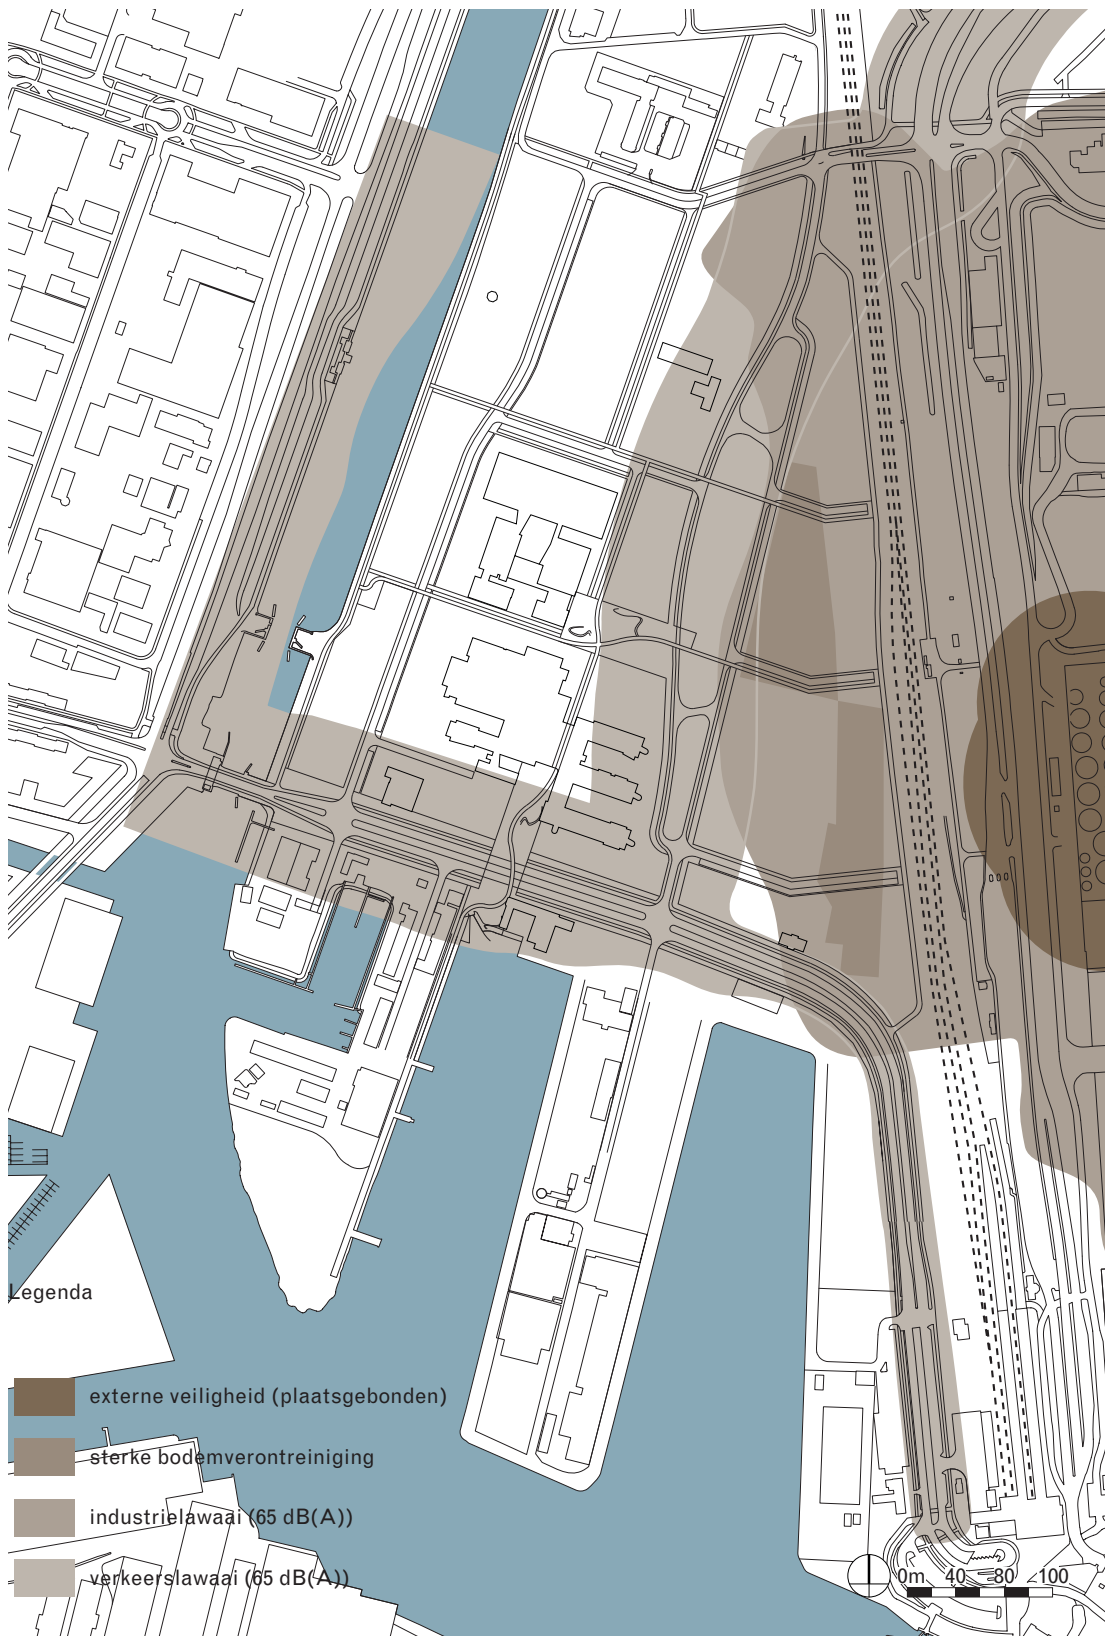 Legenda
externe veiligheid (plaatsgebonden)
sterke bodemverontreiniging
industrielawaai (65 dB(A))
verkeerslawaai (65 dB(A))
0m 40 80 100